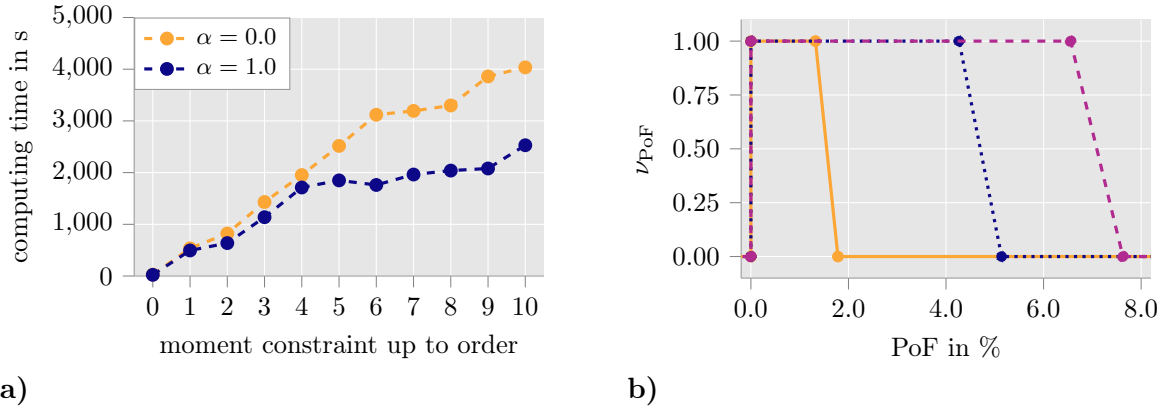 5,000
4,000
3,000
2,000
1,000
0
computing time in s
α = 0.0
α = 1.0
0 1 2 3 4 5 6 7 8 9 10
moment constraint up to order
a)
1.00
0.75
0.50
0.25
0.00
ν_PoF
0.0 2.0 4.0 6.0 8.0
PoF in %
b)